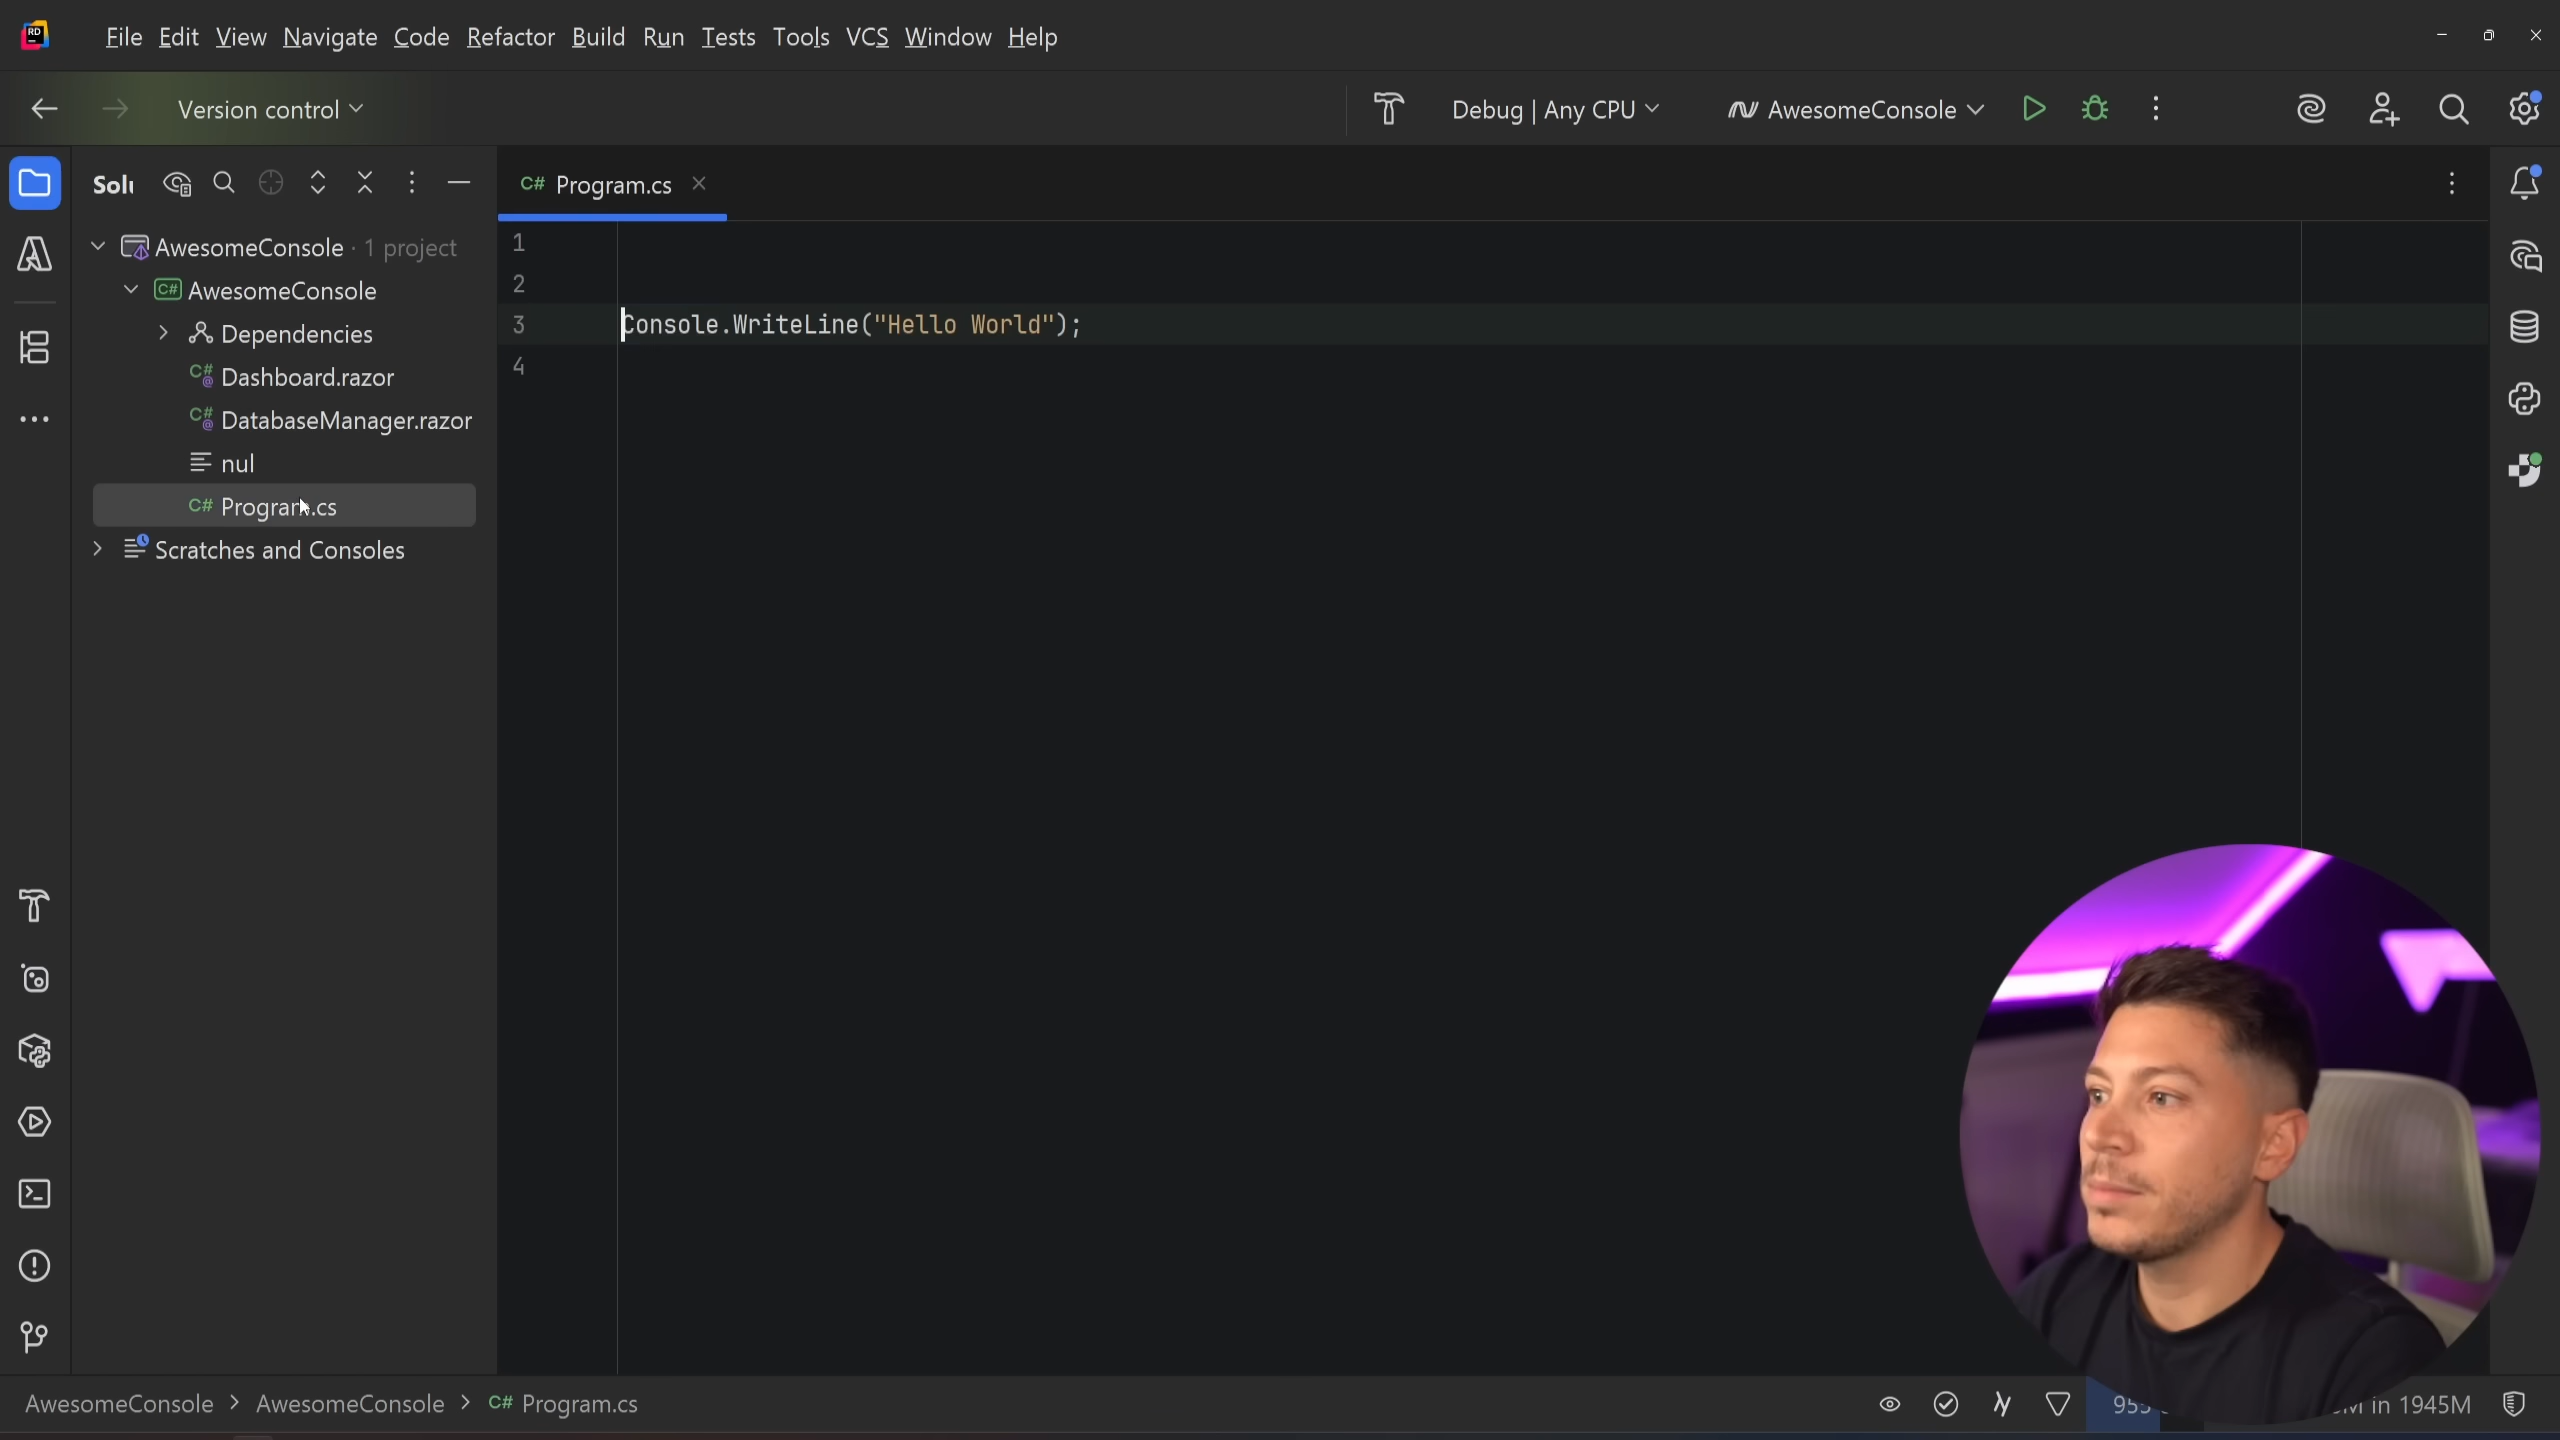 RD File Edit View Navigate Code Refactor Build Run Tests Tools VCS Window Help
Version control Debug | Any CPU AwesomeConsole
Solu
C# Program.cs
AwesomeConsole · 1 project
C# AwesomeConsole
Dependencies
C# Dashboard.razor
C# DatabaseManager.razor
nul
C# Program.cs
Scratches and Consoles
1
2
3 Console.WriteLine("Hello World");
4
AwesomeConsole > AwesomeConsole > C# Program.cs
in 1945M